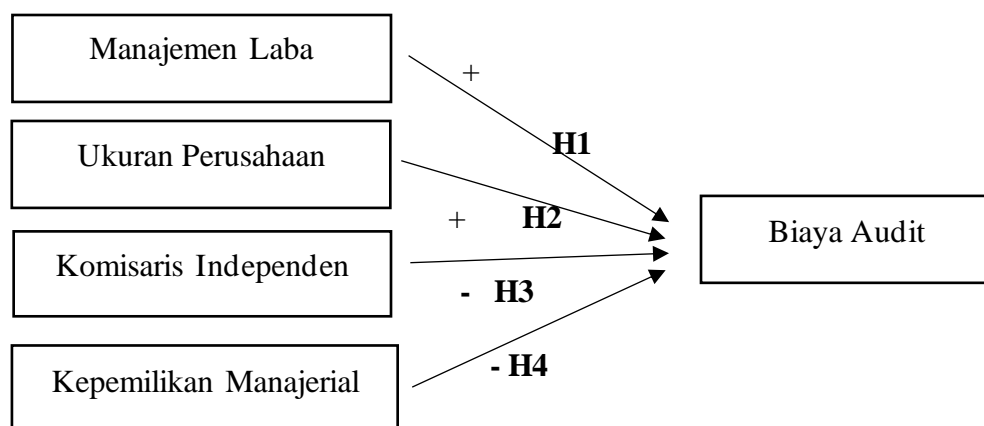 Manajemen Laba
+
H1
Ukuran Perusahaan
+ H2
Biaya Audit
Komisaris Independen
- H3
- H4
Kepemilikan Manajerial